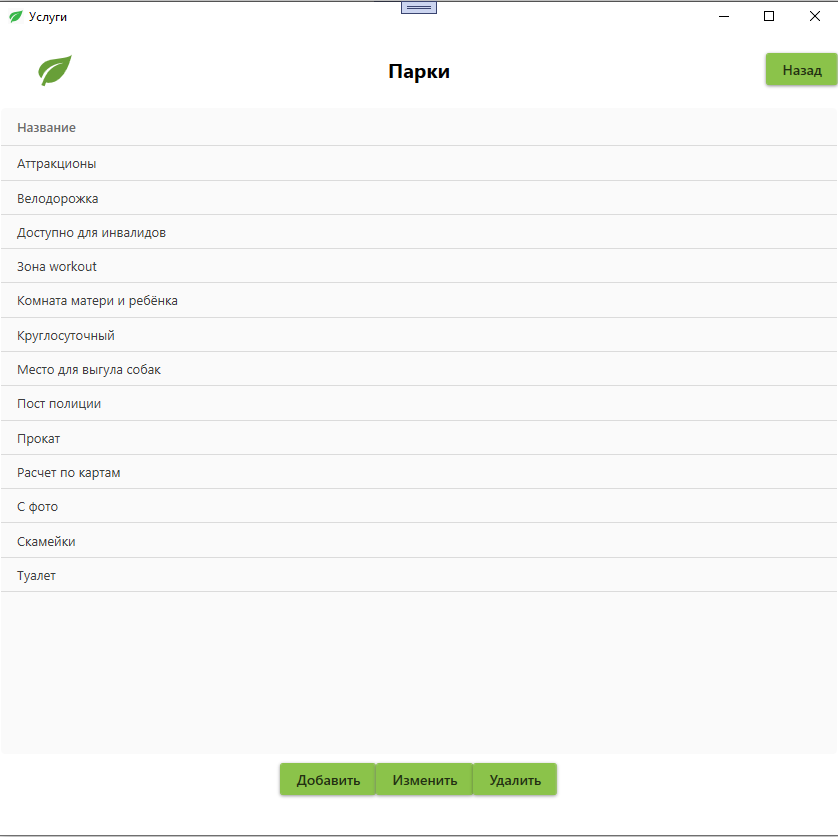 Услуги
Парки
Назад
Название
Аттракционы
Велодорожка
Доступно для инвалидов
Зона workout
Комната матери и ребёнка
Круглосуточный
Место для выгула собак
Пост полиции
Прокат
Расчет по картам
С фото
Скамейки
Туалет
Добавить Изменить Удалить